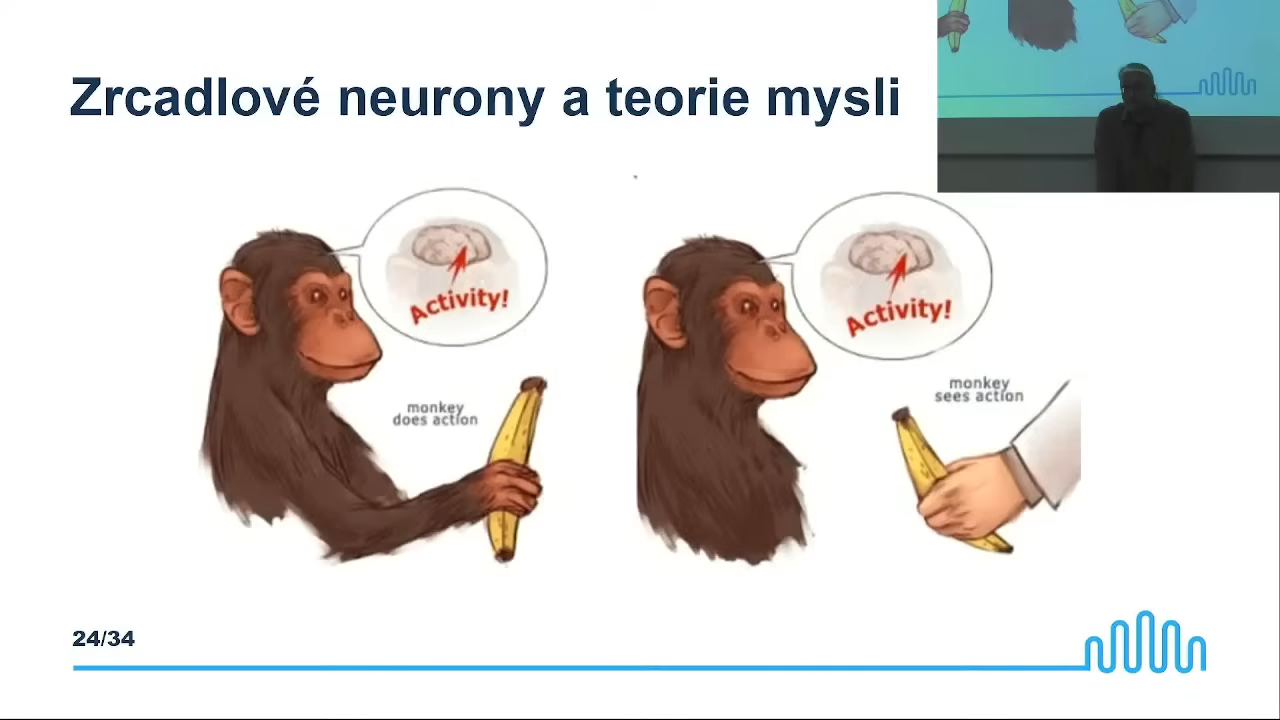 Zrcadlové neurony a teorie mysli
Activity!
monkey
does action
Activity!
monkey
sees action
24/34